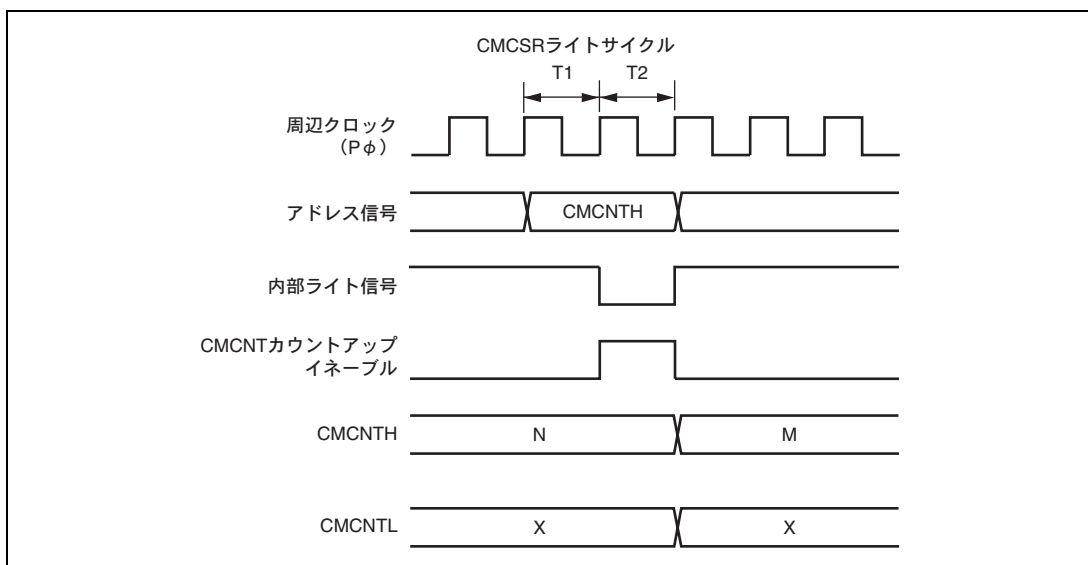 CMCSRライトサイクル
T1
T2
周辺クロック
（Pφ）
アドレス信号
CMCNTH
内部ライト信号
CMCNTカウントアップ
イネーブル
CMCNTH
N
M
CMCNTL
X
X